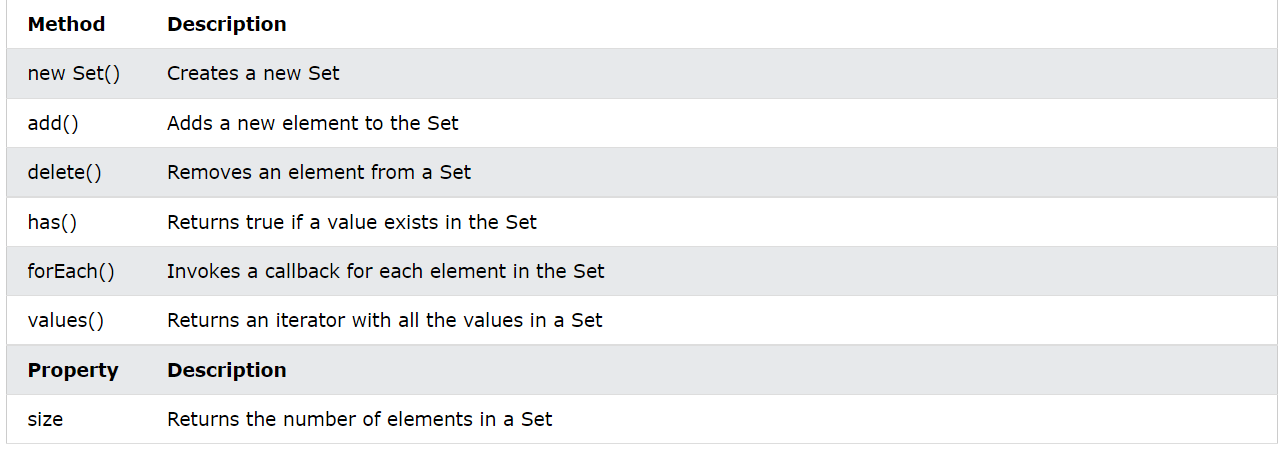 Method Description
new Set() Creates a new Set
add() Adds a new element to the Set
delete() Removes an element from a Set
has() Returns true if a value exists in the Set
forEach() Invokes a callback for each element in the Set
values() Returns an iterator with all the values in a Set
Property Description
size Returns the number of elements in a Set